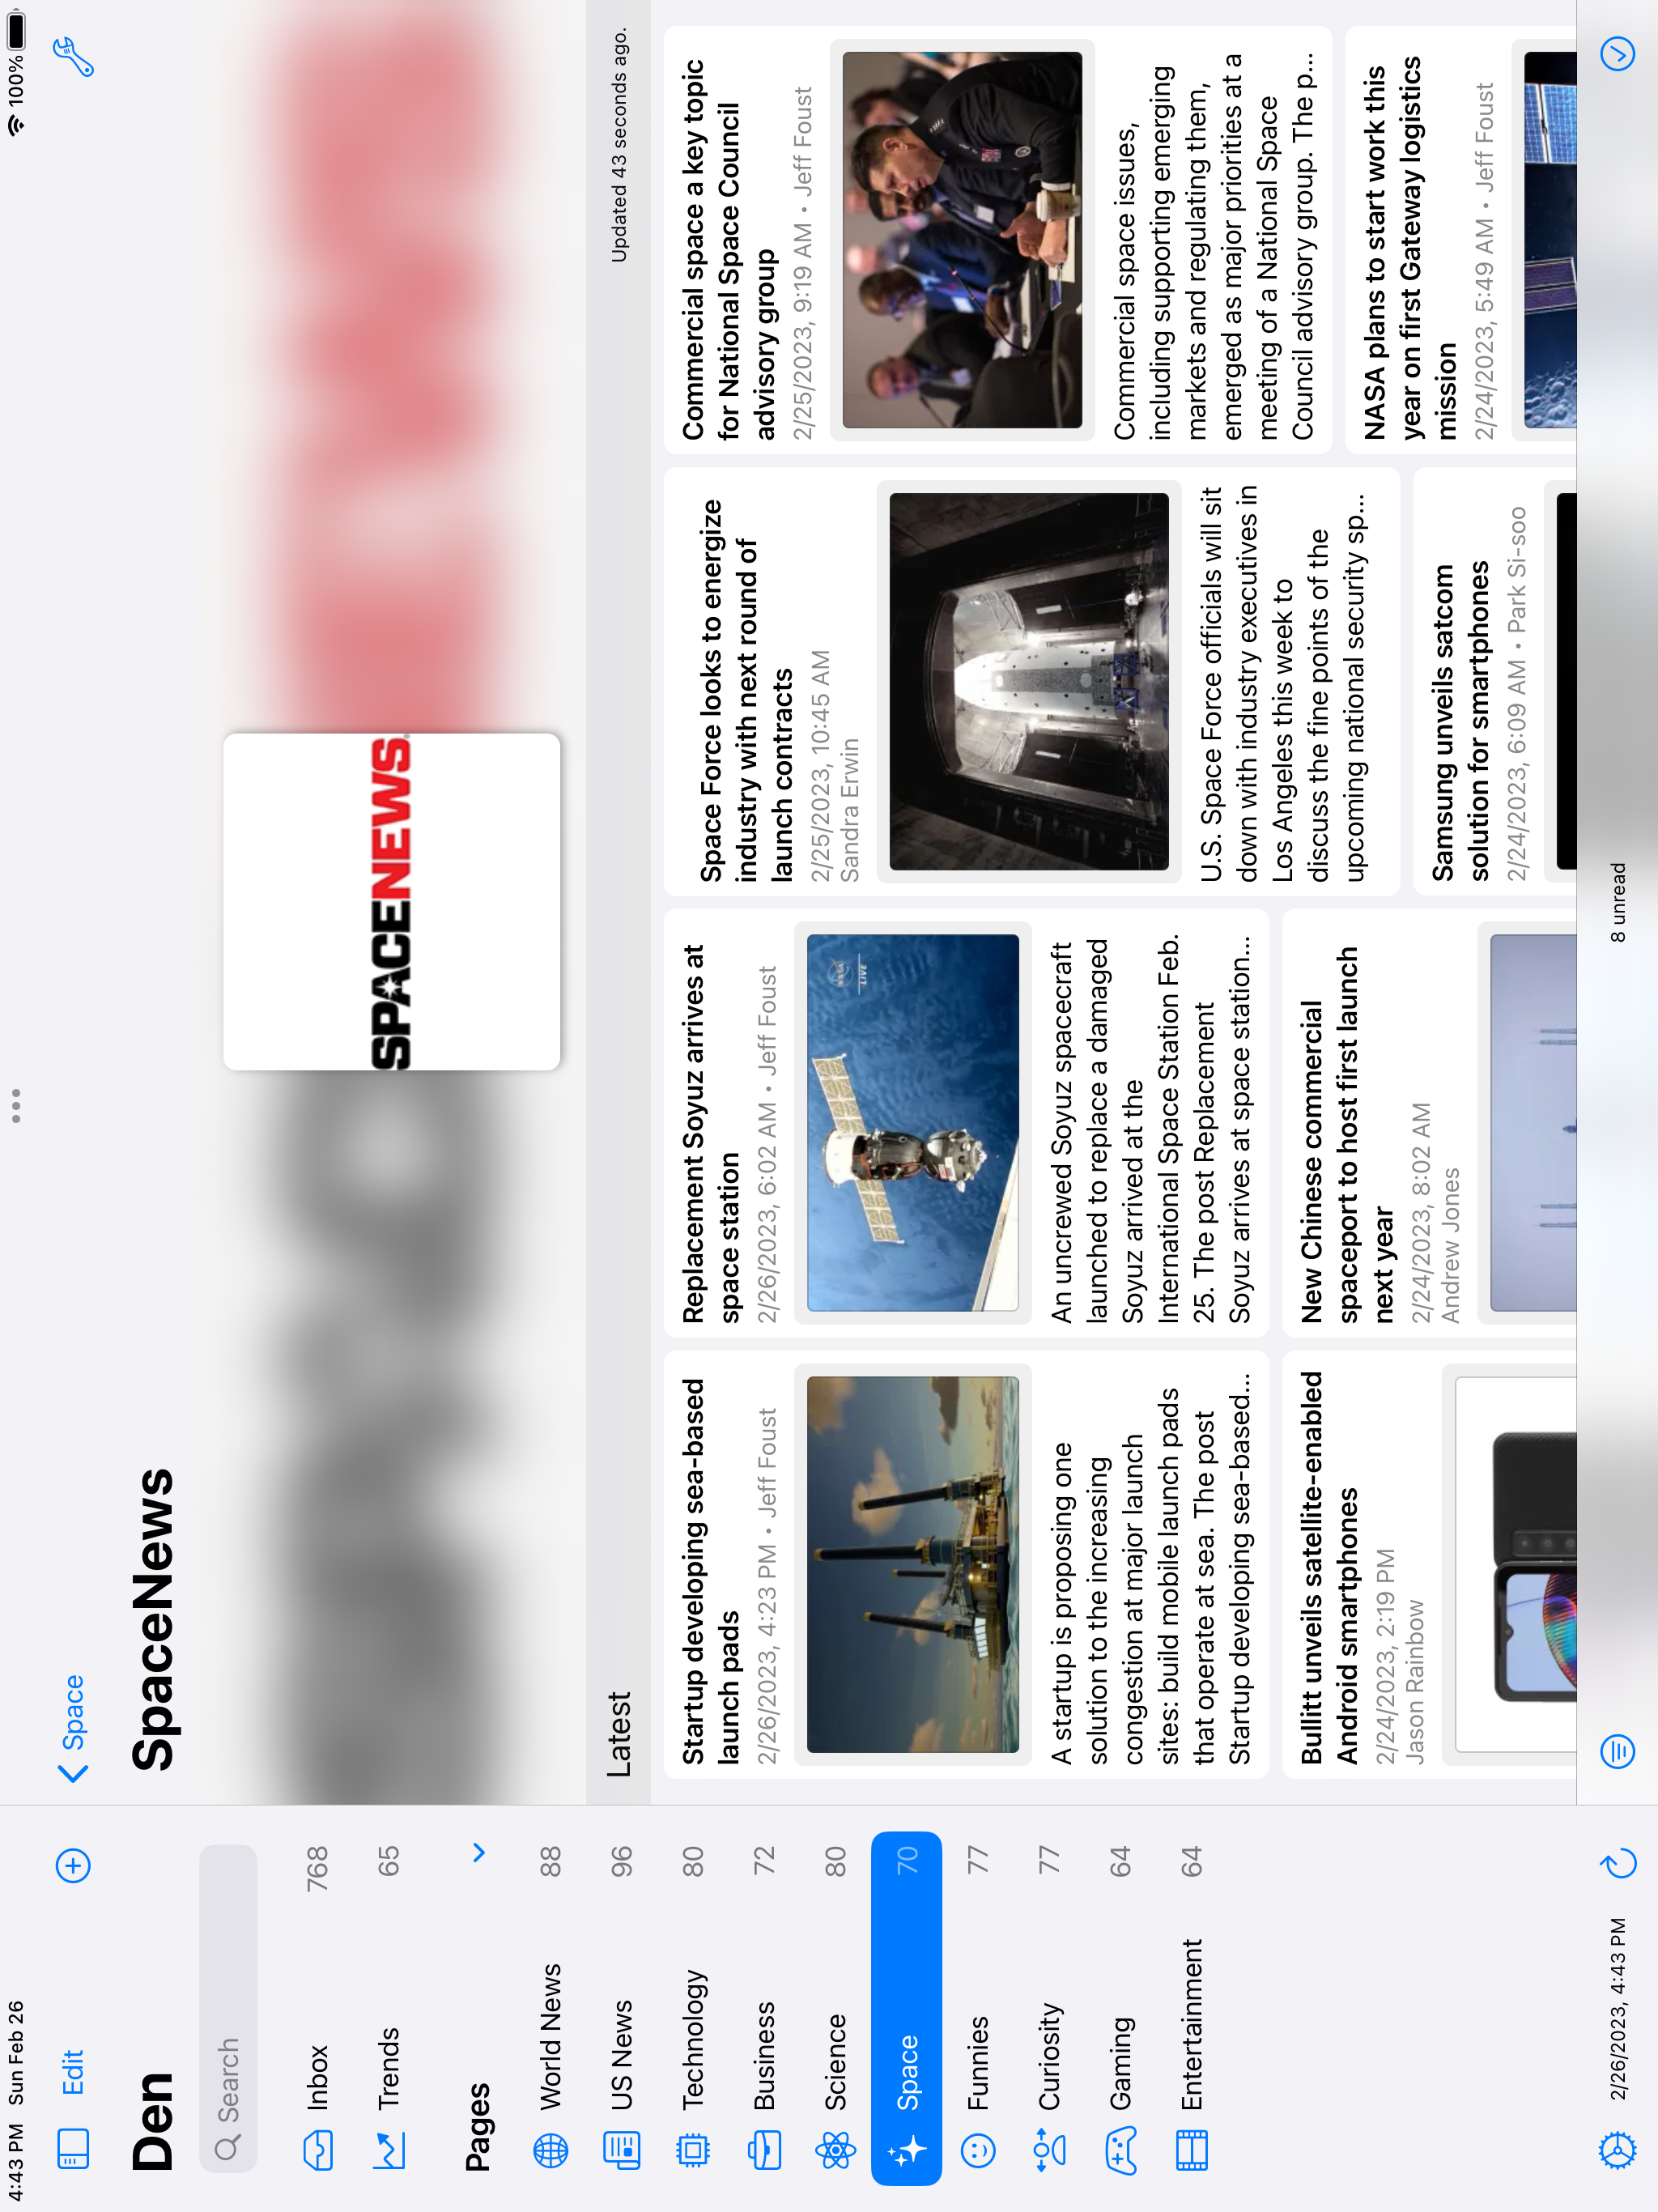 4:43 PM Sun Feb 26
100%
Edit
Den
Search
Inbox 768
Trends 65
Pages
World News 88
US News 96
Technology 80
Business 72
Science 80
Space 70
Funnies 77
Curiosity 77
Gaming 64
Entertainment 64
2/26/2023, 4:43 PM
Space
SpaceNews
SPACENEWS
Latest
Updated 43 seconds ago.
Startup developing sea-based
launch pads
2/26/2023, 4:23 PM • Jeff Foust
A startup is proposing one
solution to the increasing
congestion at major launch
sites: build mobile launch pads
that operate at sea. The post
Startup developing sea-based...
Bullitt unveils satellite-enabled
Android smartphones
2/24/2023, 2:19 PM
Jason Rainbow
Replacement Soyuz arrives at
space station
2/26/2023, 6:02 AM • Jeff Foust
NASA
LIVE
An uncrewed Soyuz spacecraft
launched to replace a damaged
Soyuz arrived at the
International Space Station Feb.
25. The post Replacement
Soyuz arrives at space station...
New Chinese commercial
spaceport to host first launch
next year
2/24/2023, 8:02 AM
Andrew Jones
Space Force looks to energize
industry with next round of
launch contracts
2/25/2023, 10:45 AM
Sandra Erwin
U.S. Space Force officials will sit
down with industry executives in
Los Angeles this week to
discuss the fine points of the
upcoming national security sp...
Samsung unveils satcom
solution for smartphones
2/24/2023, 6:09 AM • Park Si-soo
Commercial space a key topic
for National Space Council
advisory group
2/25/2023, 9:19 AM • Jeff Foust
Commercial space issues,
including supporting emerging
markets and regulating them,
emerged as major priorities at a
meeting of a National Space
Council advisory group. The p...
NASA plans to start work this
year on first Gateway logistics
mission
2/24/2023, 5:49 AM • Jeff Foust
8 unread